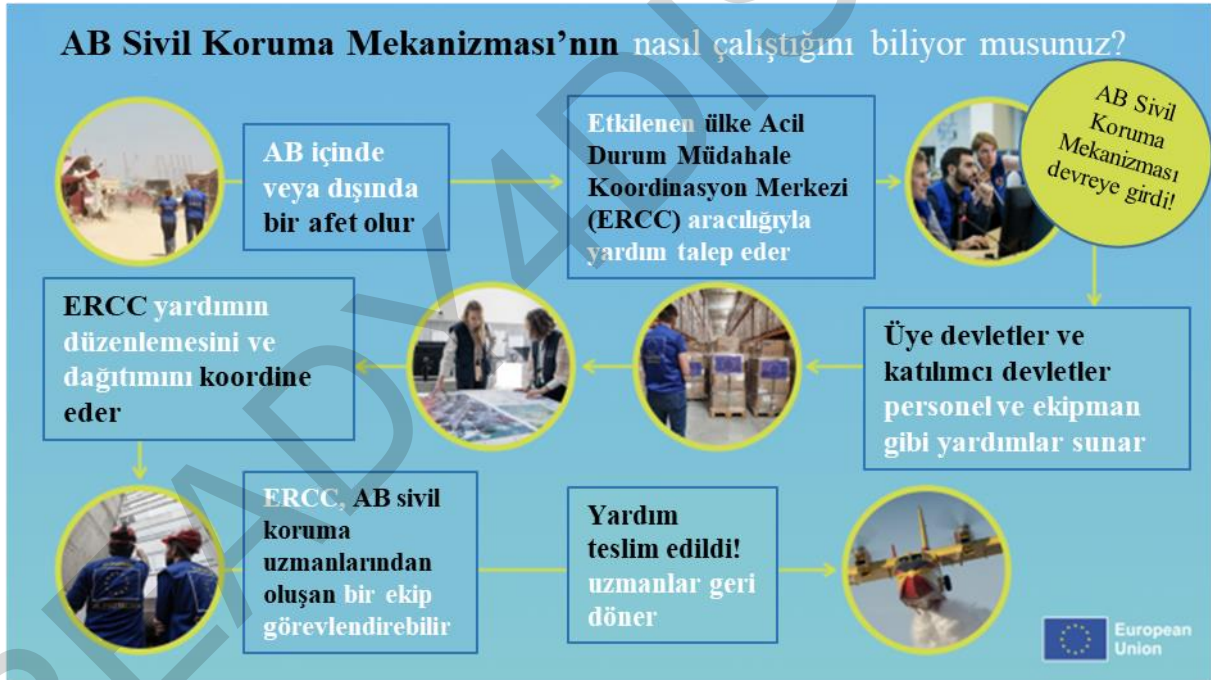 AB Sivil Koruma Mekanizması’nın nasıl çalıştığını biliyor musunuz?
AB içinde
veya dışında
bir afet olur
Etkilenen ülke Acil
Durum Müdahale
Koordinasyon Merkezi
(ERCC) aracılığıyla
yardım talep eder
AB Sivil
Koruma
Mekanizması
devreye girdi!
Üye devletler ve
katılımcı devletler
personel ve ekipman
gibi yardımlar sunar
ERCC yardımın
düzenlemesini ve
dağıtımını koordine
eder
ERCC, AB sivil
koruma
uzmanlarından
oluşan bir ekip
görevlendirebilir
Yardım
teslim edildi!
uzmanlar geri
döner
European
Union